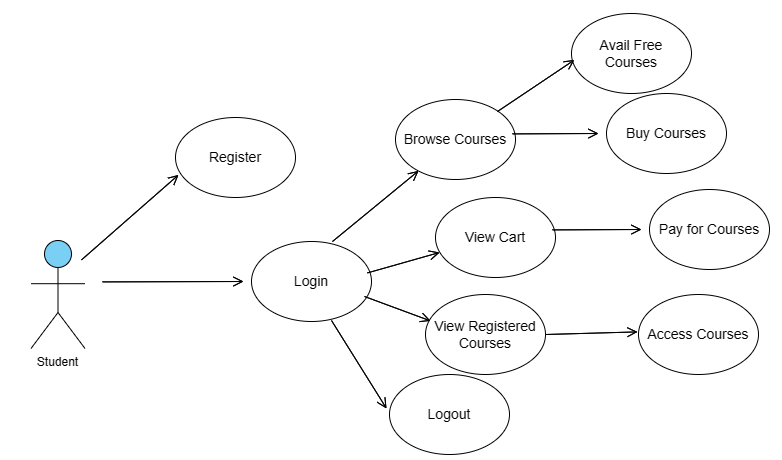 Avail Free
Courses
Buy Courses
Browse Courses
Register
View Cart
Pay for Courses
Login
View Registered
Courses
Access Courses
Student
Logout